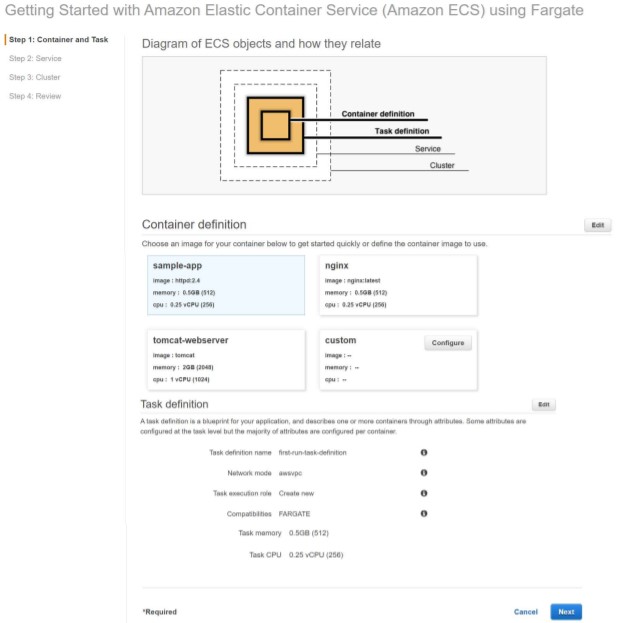 Getting Started with Amazon Elastic Container Service (Amazon ECS) using Fargate
Step 1: Container and Task
Step 2: Service
Step 3: Cluster
Step 4: Review
Diagram of ECS objects and how they relate
Container definition
Task definition
Service
Cluster
Container definition
Edit
Choose an image for your container below to get started quickly or define the container image to use.
sample-app
image : httpd:2.4
memory : 0.5GB (512)
cpu : 0.25 vCPU (256)
nginx
image : nginx:latest
memory : 0.5GB (512)
cpu : 0.25 vCPU (256)
tomcat-webserver
image : tomcat
memory : 2GB (2048)
cpu : 1 vCPU (1024)
custom
Configure
image : --
memory : --
cpu : --
Task definition
Edit
A task definition is a blueprint for your application, and describes one or more containers through attributes. Some attributes are
configured at the task level but the majority of attributes are configured per container.
Task definition name first-run-task-definition
Network mode awsvpc
Task execution role Create new
Compatibilities FARGATE
Task memory 0.5GB (512)
Task CPU 0.25 vCPU (256)
*Required
Cancel
Next